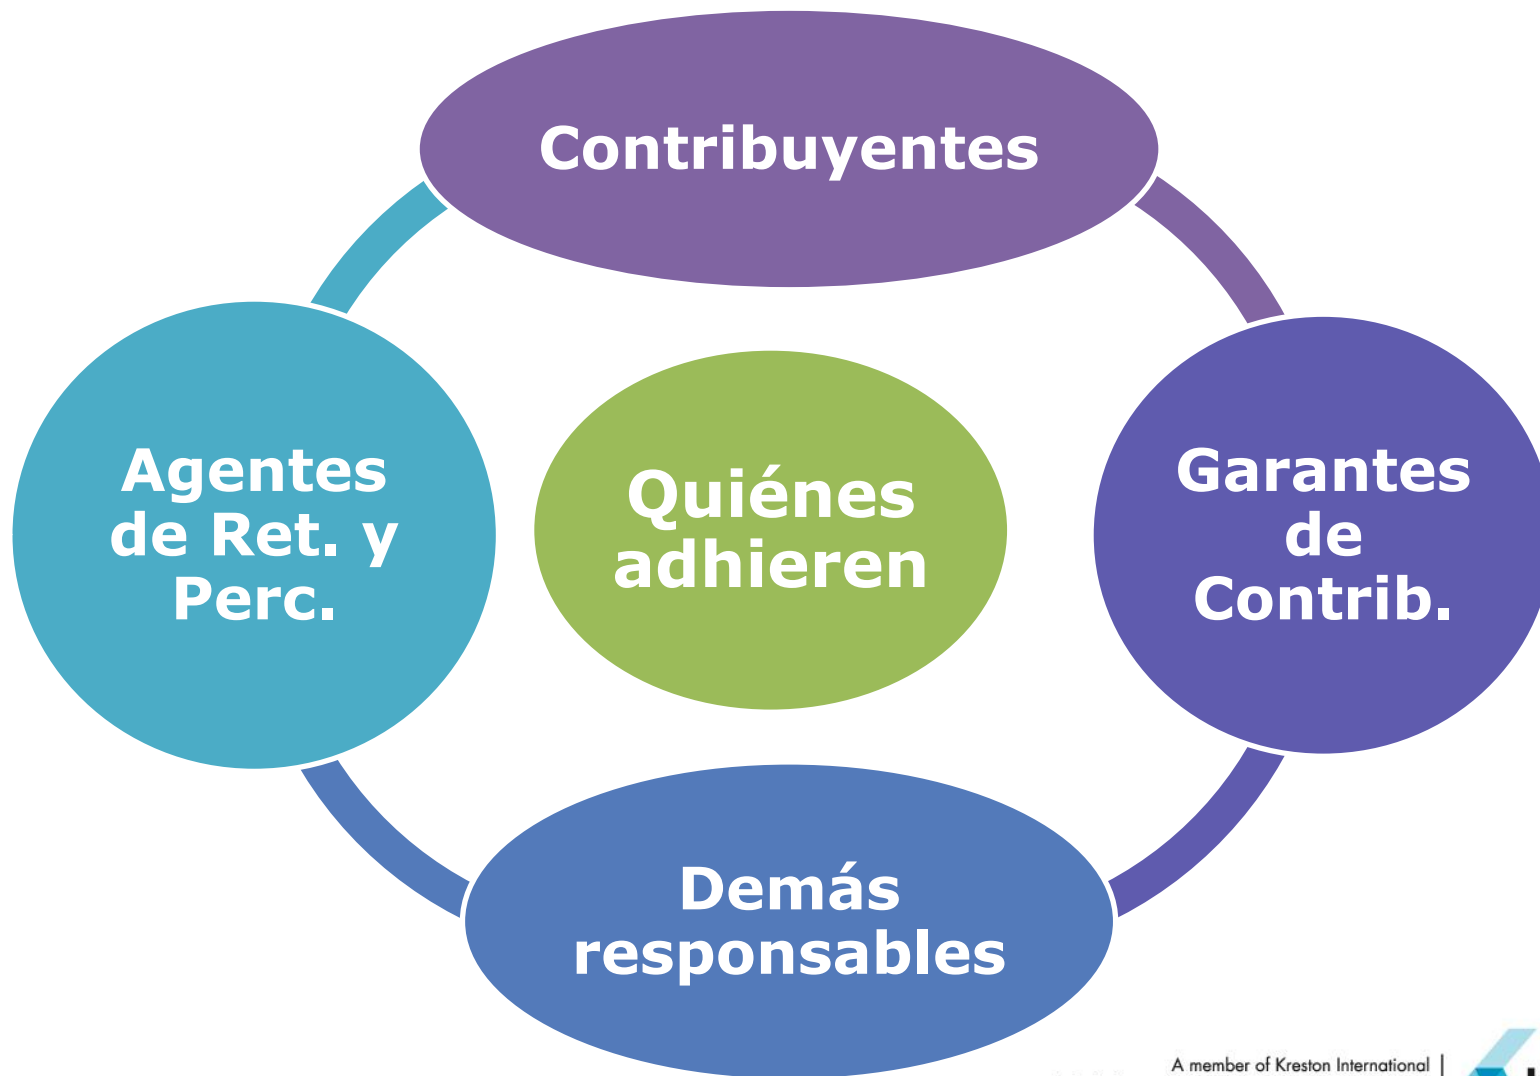 Contribuyentes
Agentes
de Ret. y
Perc.
Quiénes
adhieren
Garantes
de
Contrib.
Demás
responsables
A member of Kreston International